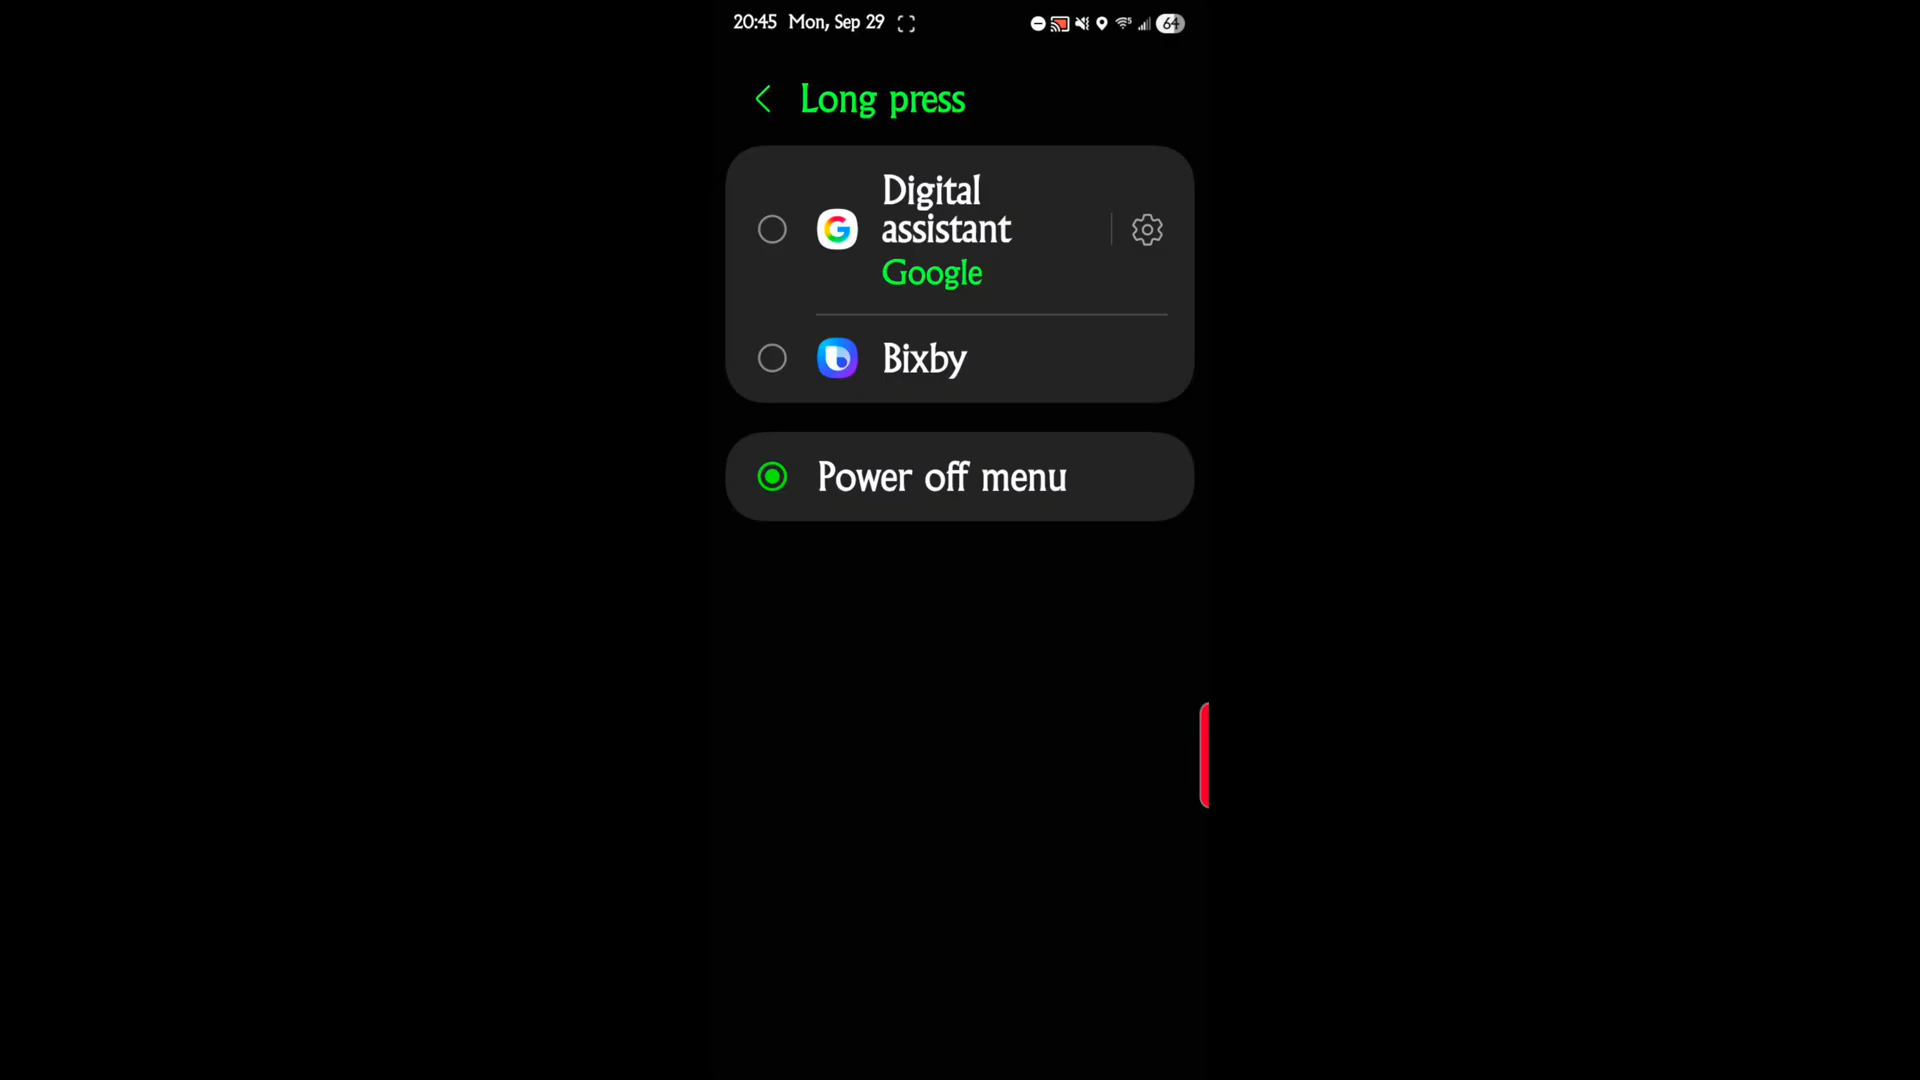 20:45 Mon, Sep 29 64
Long press
Digital
assistant
Google
Bixby
Power off menu